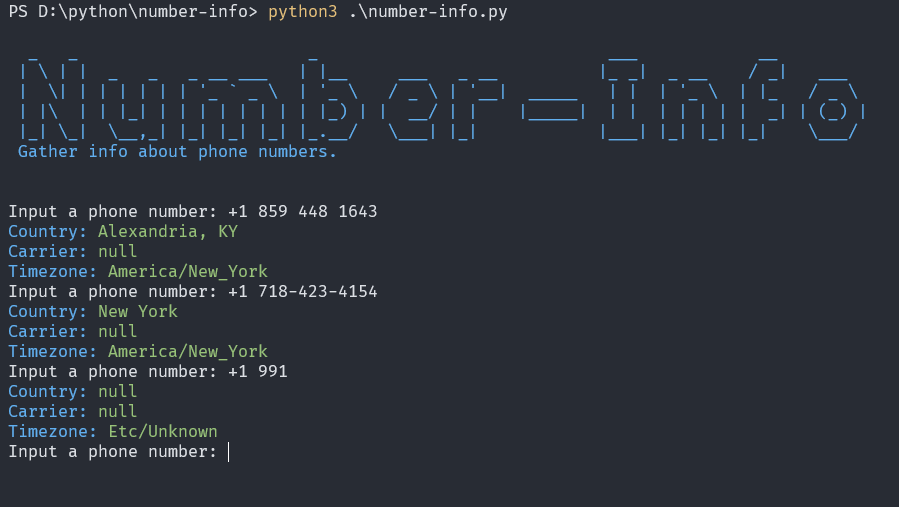 PS D:\python\number-info> python3 .\number-info.py
Number-Info
Gather info about phone numbers.
Input a phone number: +1 859 448 1643
Country: Alexandria, KY
Carrier: null
Timezone: America/New_York
Input a phone number: +1 718-423-4154
Country: New York
Carrier: null
Timezone: America/New_York
Input a phone number: +1 991
Country: null
Carrier: null
Timezone: Etc/Unknown
Input a phone number: